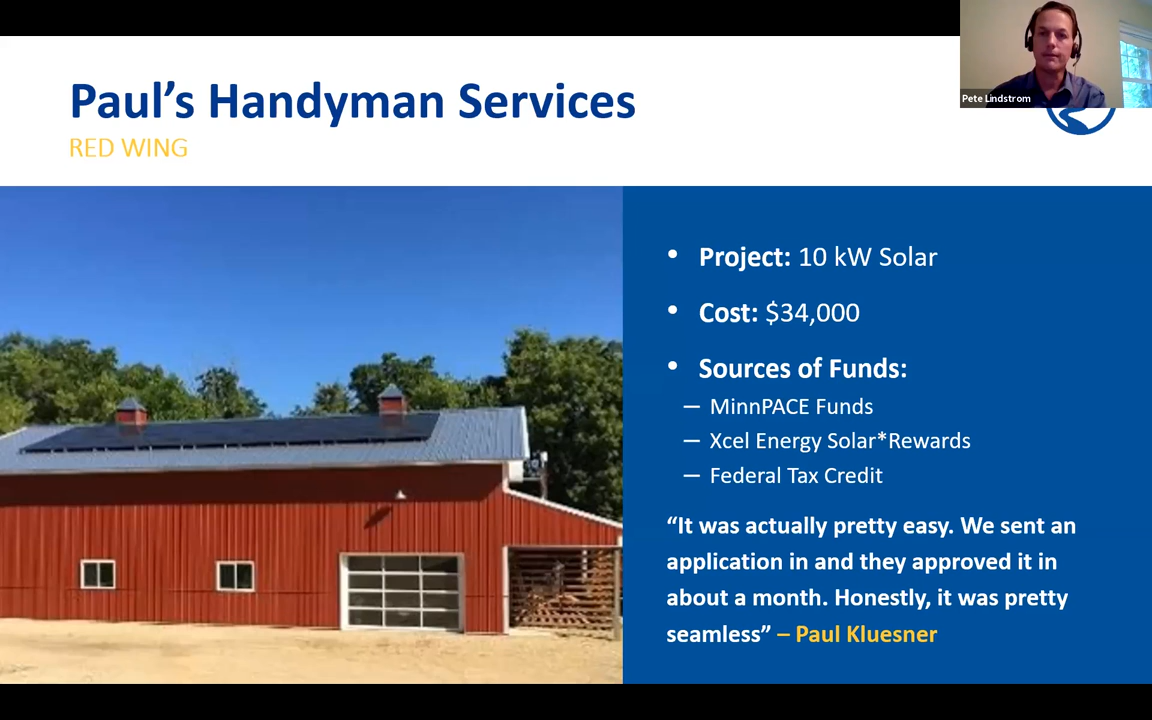 Paul’s Handyman Services
RED WING
Pete Lindstrom
• Project: 10 kW Solar
• Cost: $34,000
• Sources of Funds:
– MinnPACE Funds
– Xcel Energy Solar*Rewards
– Federal Tax Credit
“It was actually pretty easy. We sent an
application in and they approved it in
about a month. Honestly, it was pretty
seamless” – Paul Kluesner